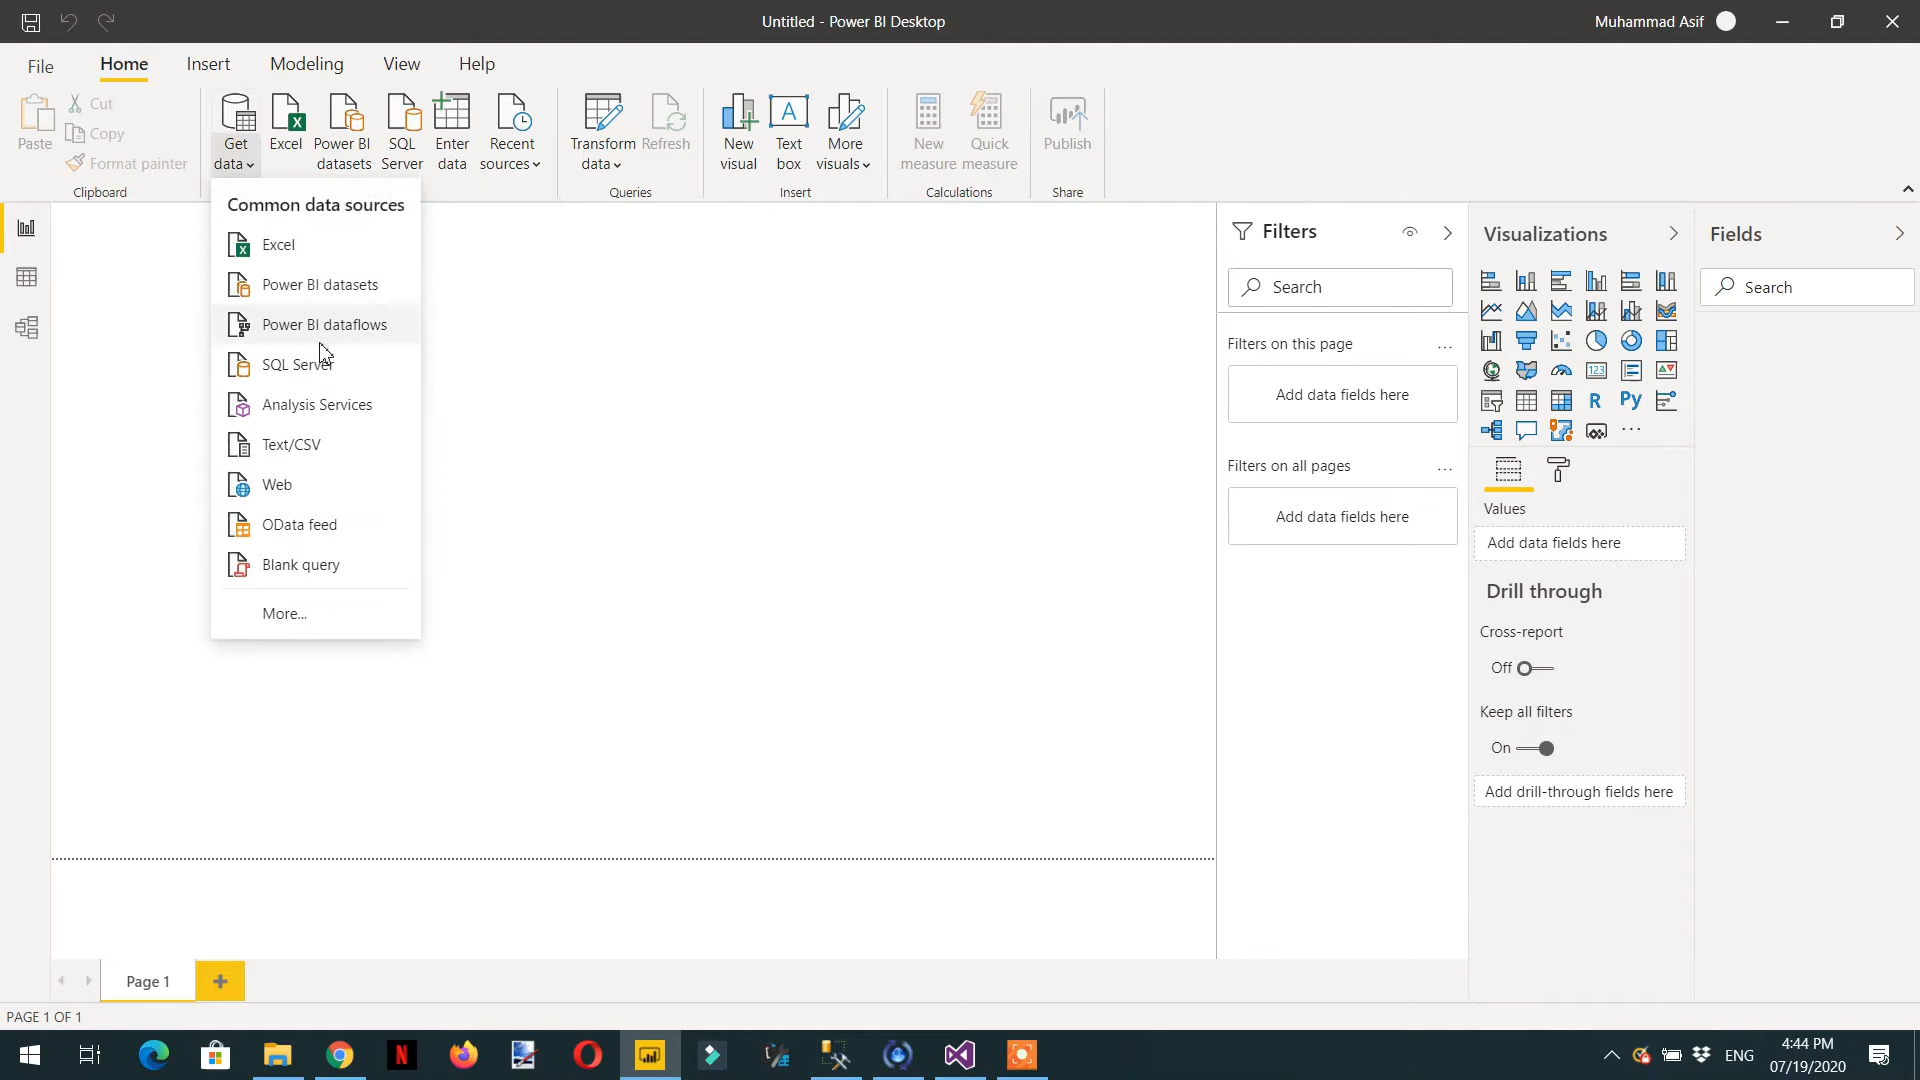 Untitled - Power BI Desktop
Muhammad Asif
File
Home
Insert
Modeling
View
Help
Paste
Cut
Copy
Format painter
Clipboard
Get
data
Excel
Power BI
datasets
SQL
Server
Enter
data
Recent
sources
Transform
data
Refresh
Queries
New
visual
Text
box
More
visuals
Insert
New
measure
Quick
measure
Calculations
Publish
Share
Common data sources
Excel
Power BI datasets
Power BI dataflows
SQL Server
Analysis Services
Text/CSV
Web
OData feed
Blank query
More...
Filters
Search
Filters on this page
...
Add data fields here
Filters on all pages
...
Add data fields here
Visualizations
123
R
Py
...
Values
Add data fields here
Drill through
Cross-report
Off
Keep all filters
On
Add drill-through fields here
Fields
Search
Page 1
PAGE 1 OF 1
ENG
4:44 PM
07/19/2020